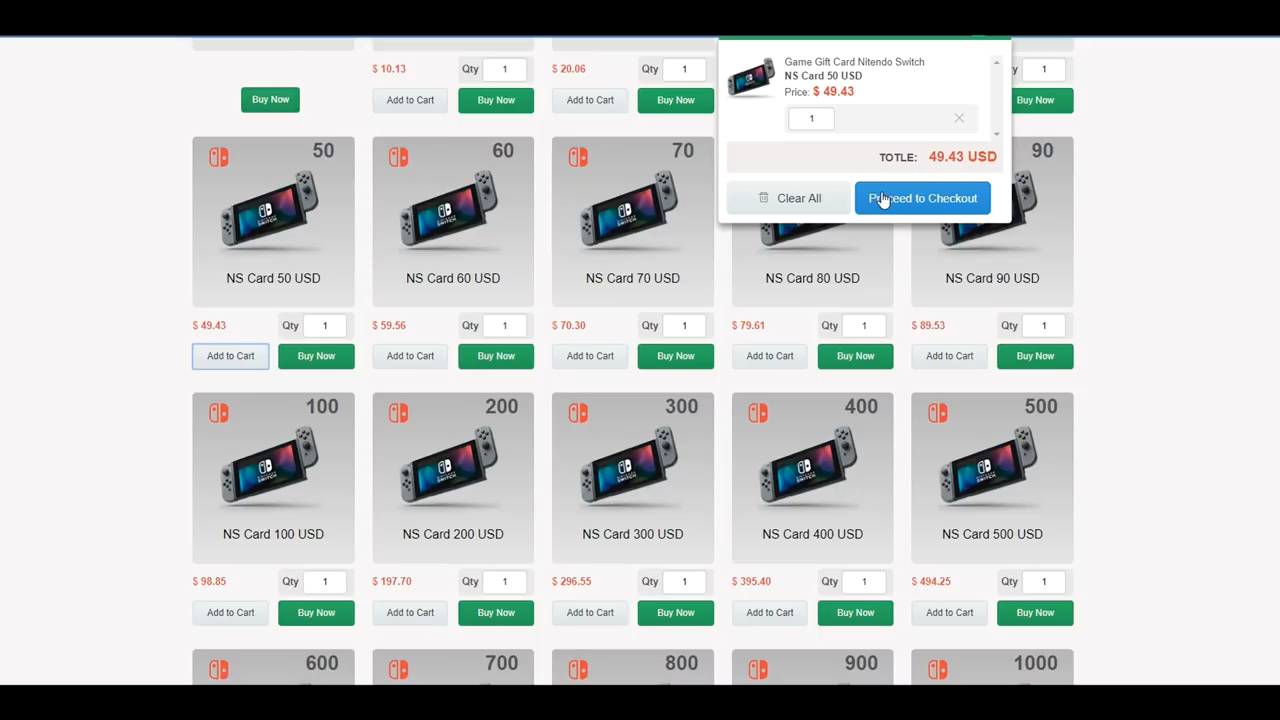 $ 10.13 Qty 1
$ 20.06 Qty 1
y 1
Buy Now
Add to Cart Buy Now
Add to Cart Buy Now
Buy Now
Game Gift Card Nitendo Switch
NS Card 50 USD
Price: $ 49.43
1
TOTLE: 49.43 USD
Clear All
Proceed to Checkout
50 60 70 90
NS Card 50 USD NS Card 60 USD NS Card 70 USD NS Card 80 USD NS Card 90 USD
$ 49.43 Qty 1 $ 59.56 Qty 1 $ 70.30 Qty 1 $ 79.61 Qty 1 $ 89.53 Qty 1
Add to Cart Buy Now Add to Cart Buy Now Add to Cart Buy Now Add to Cart Buy Now Add to Cart Buy Now
100 200 300 400 500
SWITCH SWITCH SWITCH SWITCH SWITCH
NS Card 100 USD NS Card 200 USD NS Card 300 USD NS Card 400 USD NS Card 500 USD
$ 98.85 Qty 1 $ 197.70 Qty 1 $ 296.55 Qty 1 $ 395.40 Qty 1 $ 494.25 Qty 1
Add to Cart Buy Now Add to Cart Buy Now Add to Cart Buy Now Add to Cart Buy Now Add to Cart Buy Now
600 700 800 900 1000